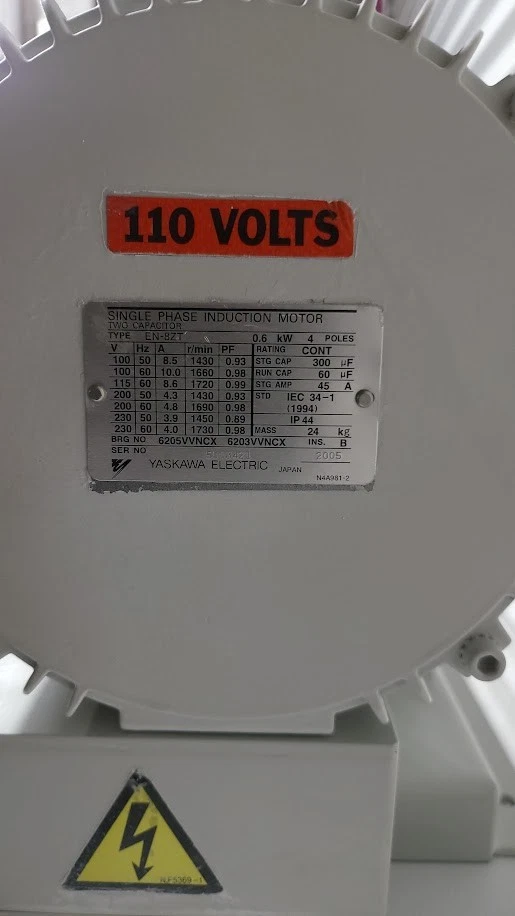 110 VOLTS
SINGLE PHASE INDUCTION MOTOR
TWO CAPACITOR
TYPE EN-8ZT 0.6 kW 4 POLES
V Hz A r/min PF RATING CONT
100 50 8.5 1430 0.93 STG CAP 300 µF
100 60 10.0 1660 0.98 RUN CAP 60 µF
115 60 8.6 1720 0.99 STG AMP 45 A
200 50 4.3 1430 0.93 STD IEC 34-1
200 60 4.8 1690 0.98 (1994)
230 50 3.9 1450 0.89 IP 44
230 60 4.0 1730 0.98 MASS 24 kg
BRG NO 6205VVNCX 6203VVNCX INS. B
SER NO 2005
YASKAWA ELECTRIC JAPAN
N4A981-2